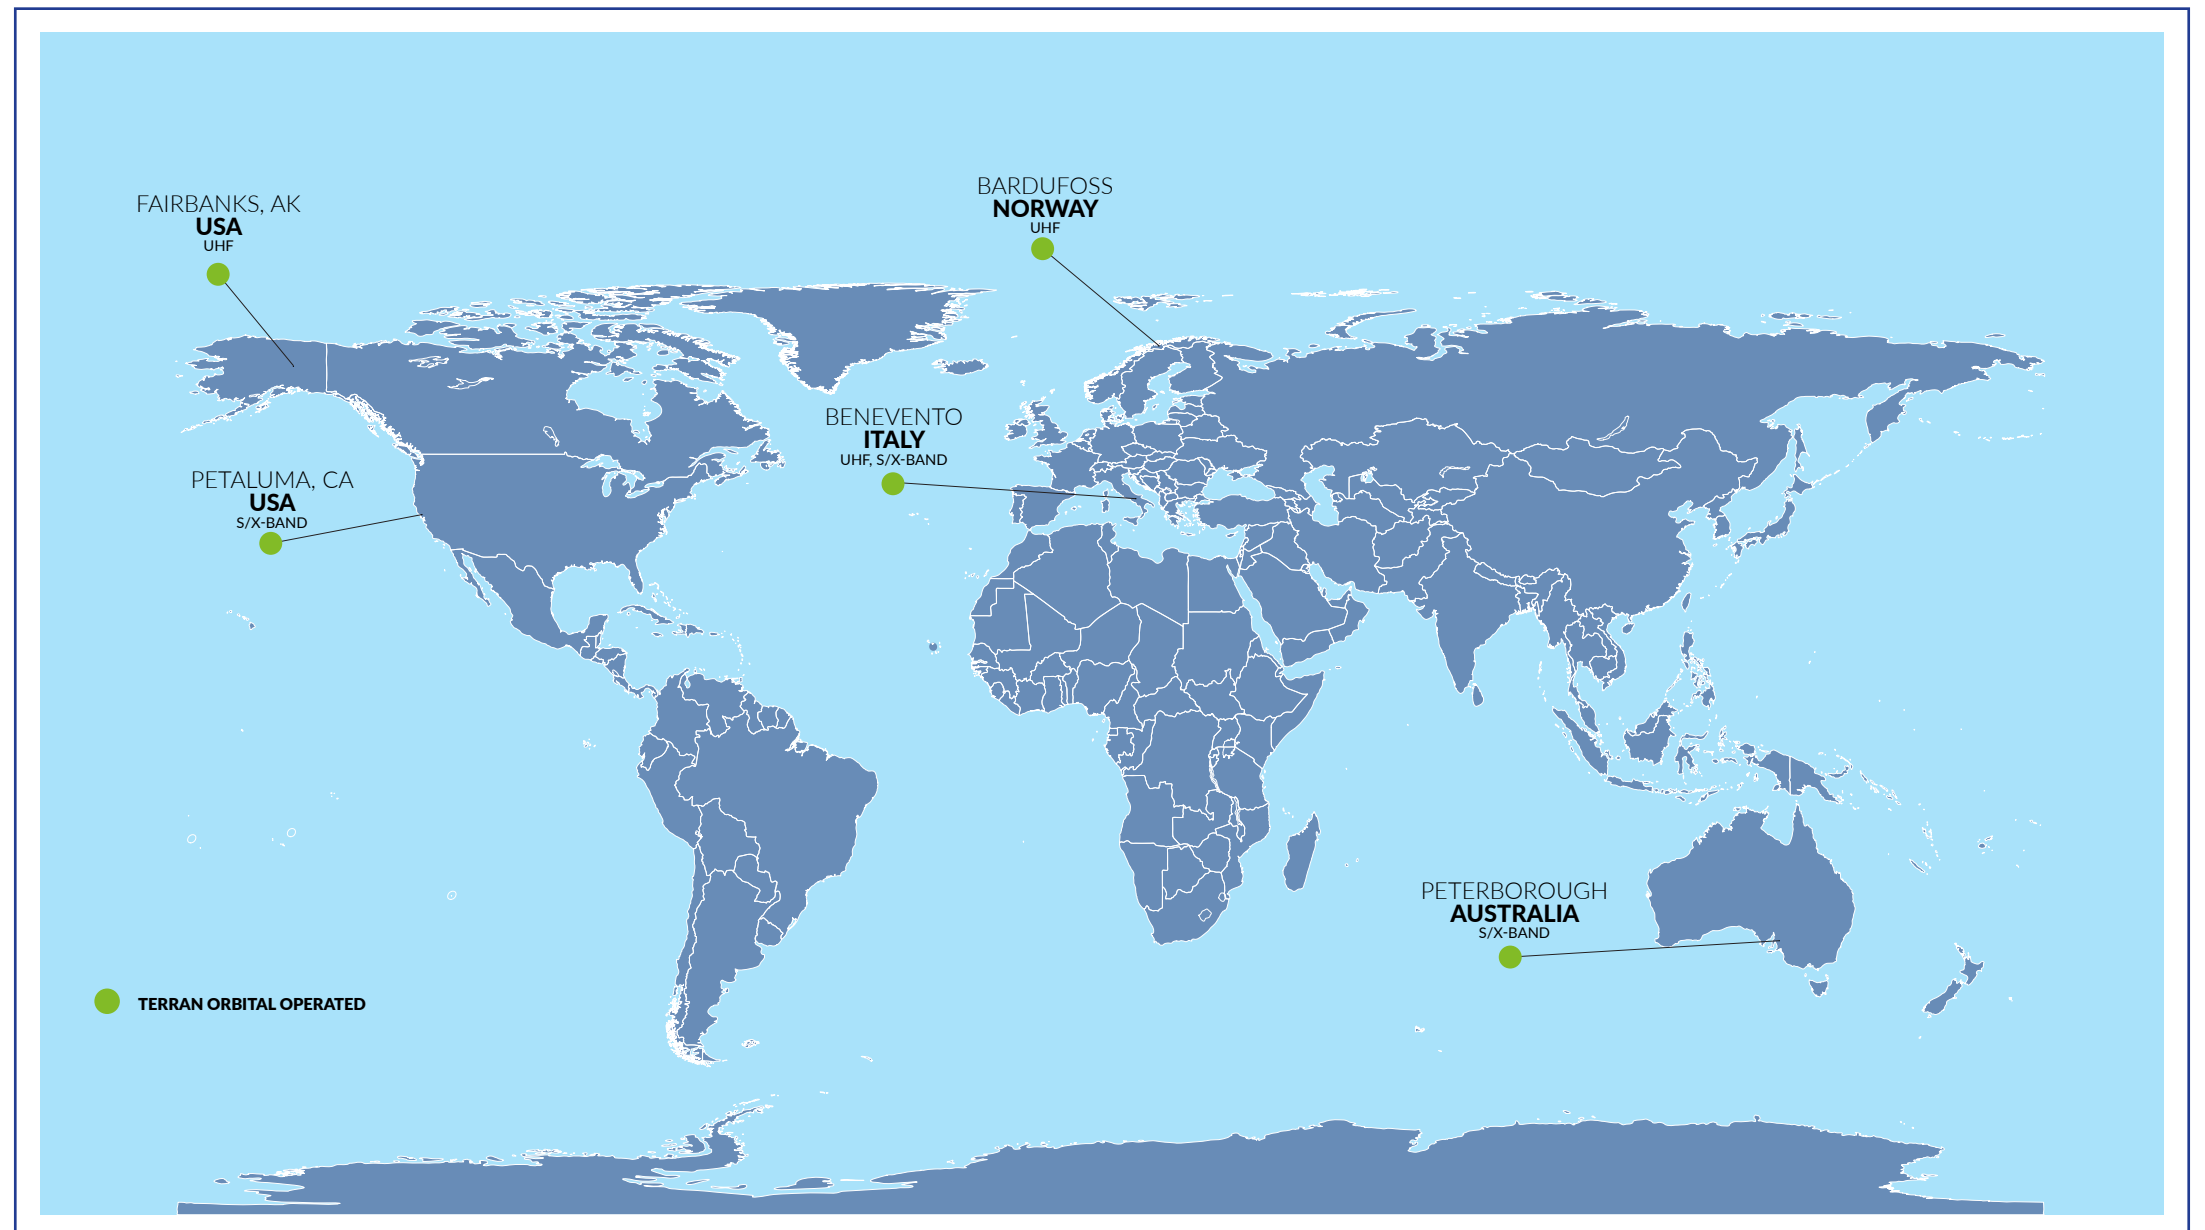 FAIRBANKS, AK
USA
UHF
BARDUFOSS
NORWAY
UHF
BENEVENTO
ITALY
UHF, S/X-BAND
PETALUMA, CA
USA
S/X-BAND
PETERBOROUGH
AUSTRALIA
S/X-BAND
TERRAN ORBITAL OPERATED